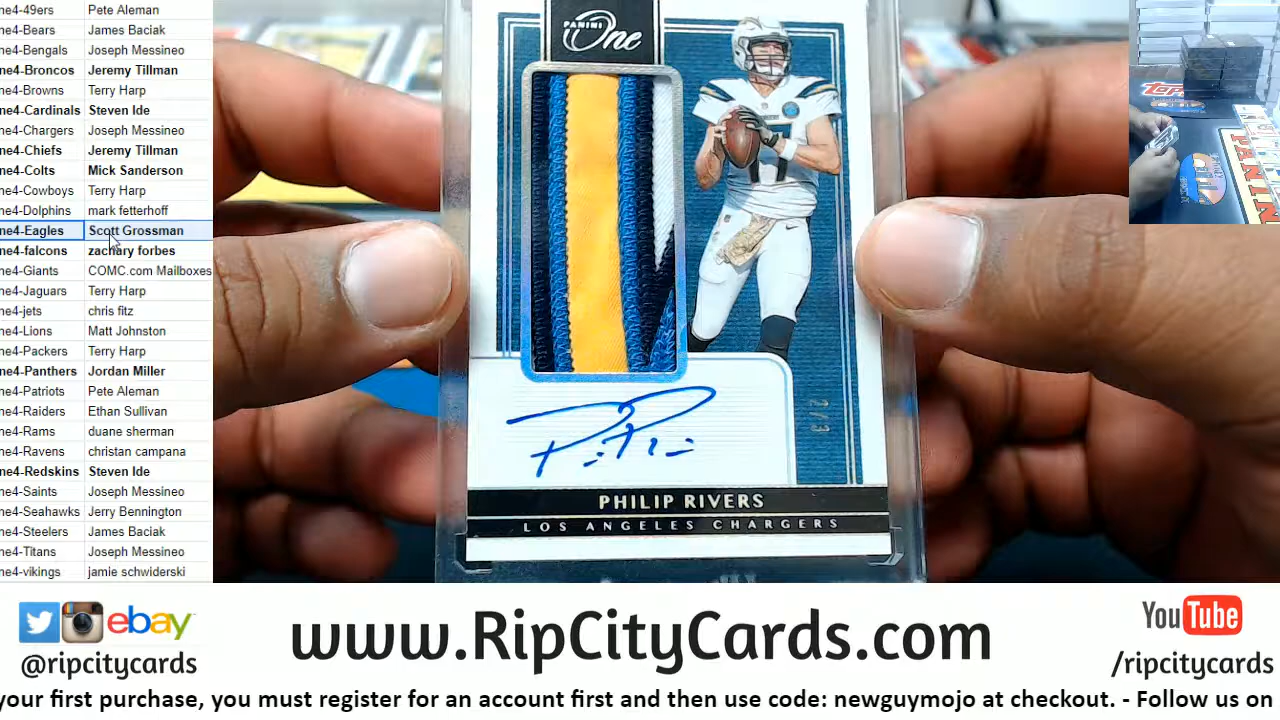 ne4-49ers Pete Aleman
ne4-Bears James Baciak
ne4-Bengals Joseph Messineo
ne4-Broncos Jeremy Tillman
ne4-Browns Terry Harp
ne4-Cardinals Steven Ide
ne4-Chargers Joseph Messineo
ne4-Chiefs Jeremy Tillman
ne4-Colts Mick Sanderson
ne4-Cowboys Terry Harp
ne4-Dolphins mark fetterhoff
ne4-Eagles Scott Grossman
ne4-falcons zachary forbes
ne4-Giants COMC.com Mailboxes
ne4-Jaguars Terry Harp
ne4-jets chris fitz
ne4-Lions Matt Johnston
ne4-Packers Terry Harp
ne4-Panthers Jordan Miller
ne4-Patriots Pete Aleman
ne4-Raiders Ethan Sullivan
ne4-Rams dustin sherman
ne4-Ravens christopher campana
ne4-Redskins Steven Ide
ne4-Saints Joseph Messineo
ne4-Seahawks Jerry Bennington
ne4-Steelers James Baciak
ne4-Titans Joseph Messineo
ne4-vikings jamie schwiderski
PANINI
One
17
PHILIP RIVERS
LOS ANGELES CHARGERS
TOPPS
PANINI
ebay
@ripcitycards
www.RipCityCards.com
YouTube
/ripcitycards
your first purchase, you must register for an account first and then use code: newguymojo at checkout. - Follow us on